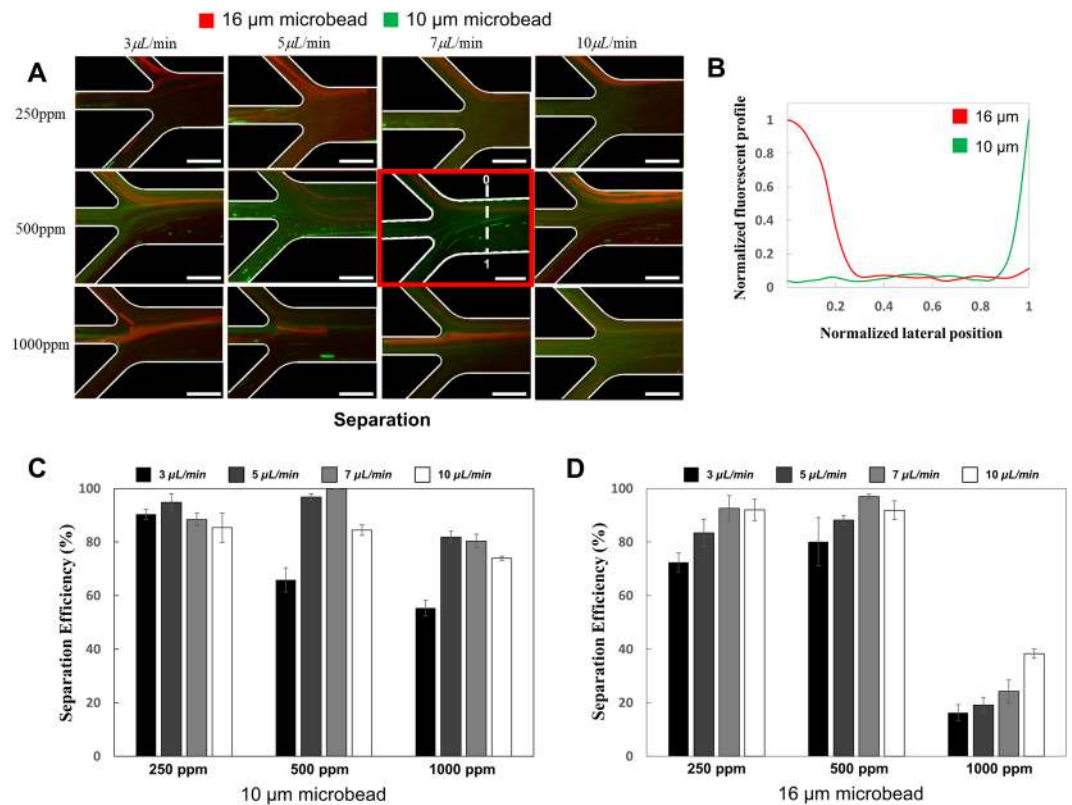 16 µm microbead 10 µm microbead
3µL/min 5µL/min 7µL/min 10µL/min
A
250ppm
500ppm
0
1
1000ppm
Separation
B
16 µm
10 µm
Normalized fluorescent profile
1
0.8
0.6
0.4
0.2
0
0.2 0.4 0.6 0.8 1
Normalized lateral position
C
3 µL/min 5 µL/min 7 µL/min 10 µL/min
Separation Efficiency (%)
100
80
60
40
20
0
250 ppm 500 ppm 1000 ppm
10 µm microbead
D
3 µL/min 5 µL/min 7 µL/min 10 µL/min
Separation Efficiency (%)
100
80
60
40
20
0
250 ppm 500 ppm 1000 ppm
16 µm microbead